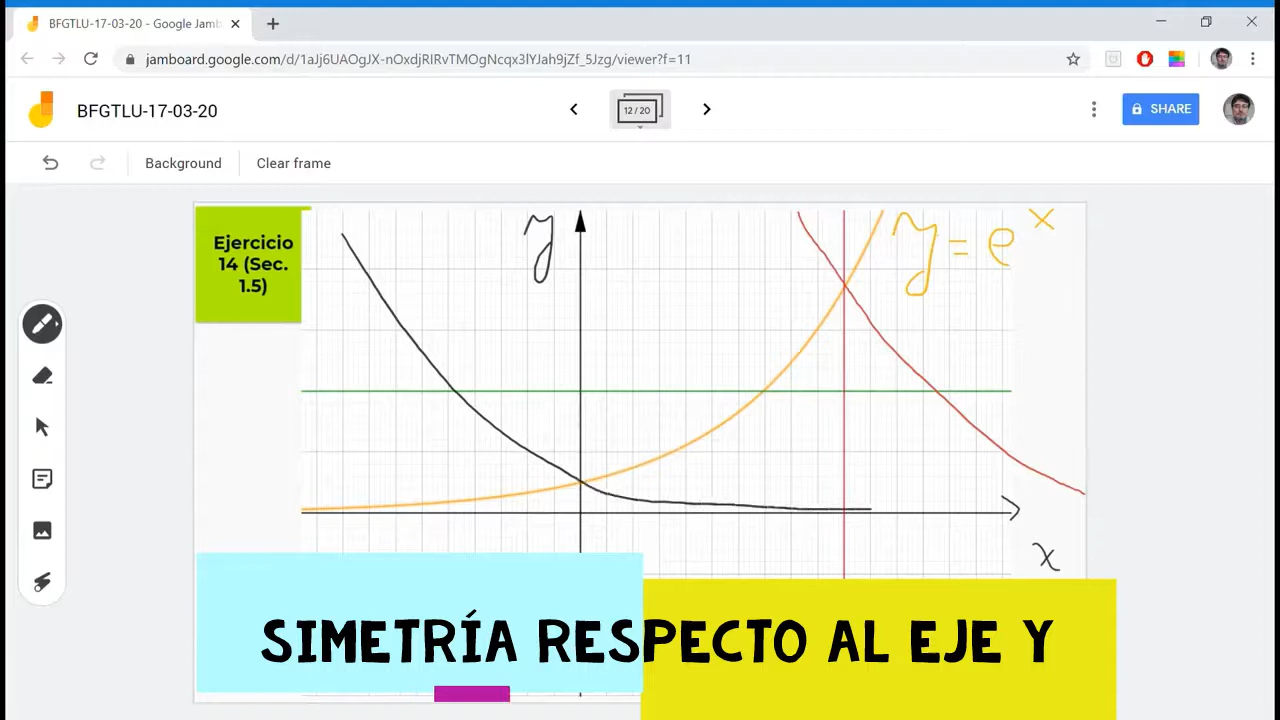 BFGTLU-17-03-20 - Google Jamb
jamboard.google.com/d/1aJj6UAOgJX-nOxdjRIRvTMOgNcqx3lYJah9jZf_5Jzg/viewer?f=11
BFGTLU-17-03-20
12 / 20
SHARE
Background
Clear frame
Ejercicio
14 (Sec.
1.5)
y
y = e^x
x
SIMETRÍA RESPECTO AL EJE Y